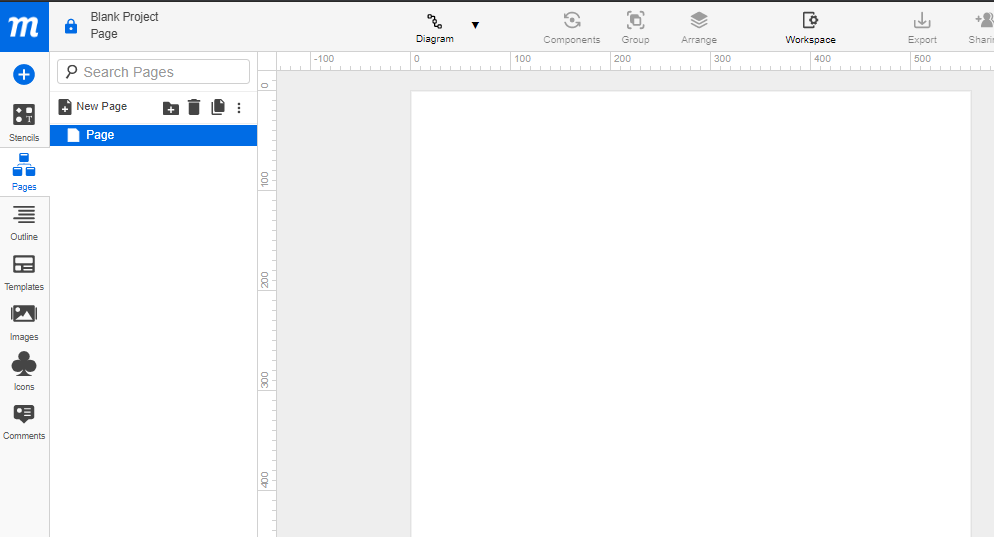 m
Blank Project
Page
Diagram
Components
Group
Arrange
Workspace
Export
Sharin
Search Pages
New Page
Page
Stencils
Pages
Outline
Templates
Images
Icons
Comments
T
-100
0
100
200
300
400
500
0
100
200
300
400